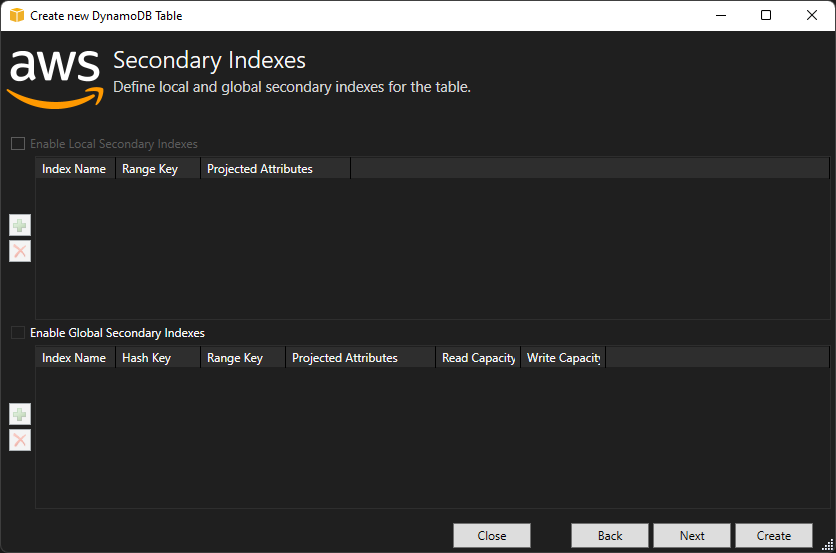 Create new DynamoDB Table
aws
Secondary Indexes
Define local and global secondary indexes for the table.
Enable Local Secondary Indexes
Index Name Range Key Projected Attributes
Enable Global Secondary Indexes
Index Name Hash Key Range Key Projected Attributes Read Capacity Write Capacity
Close Back Next Create